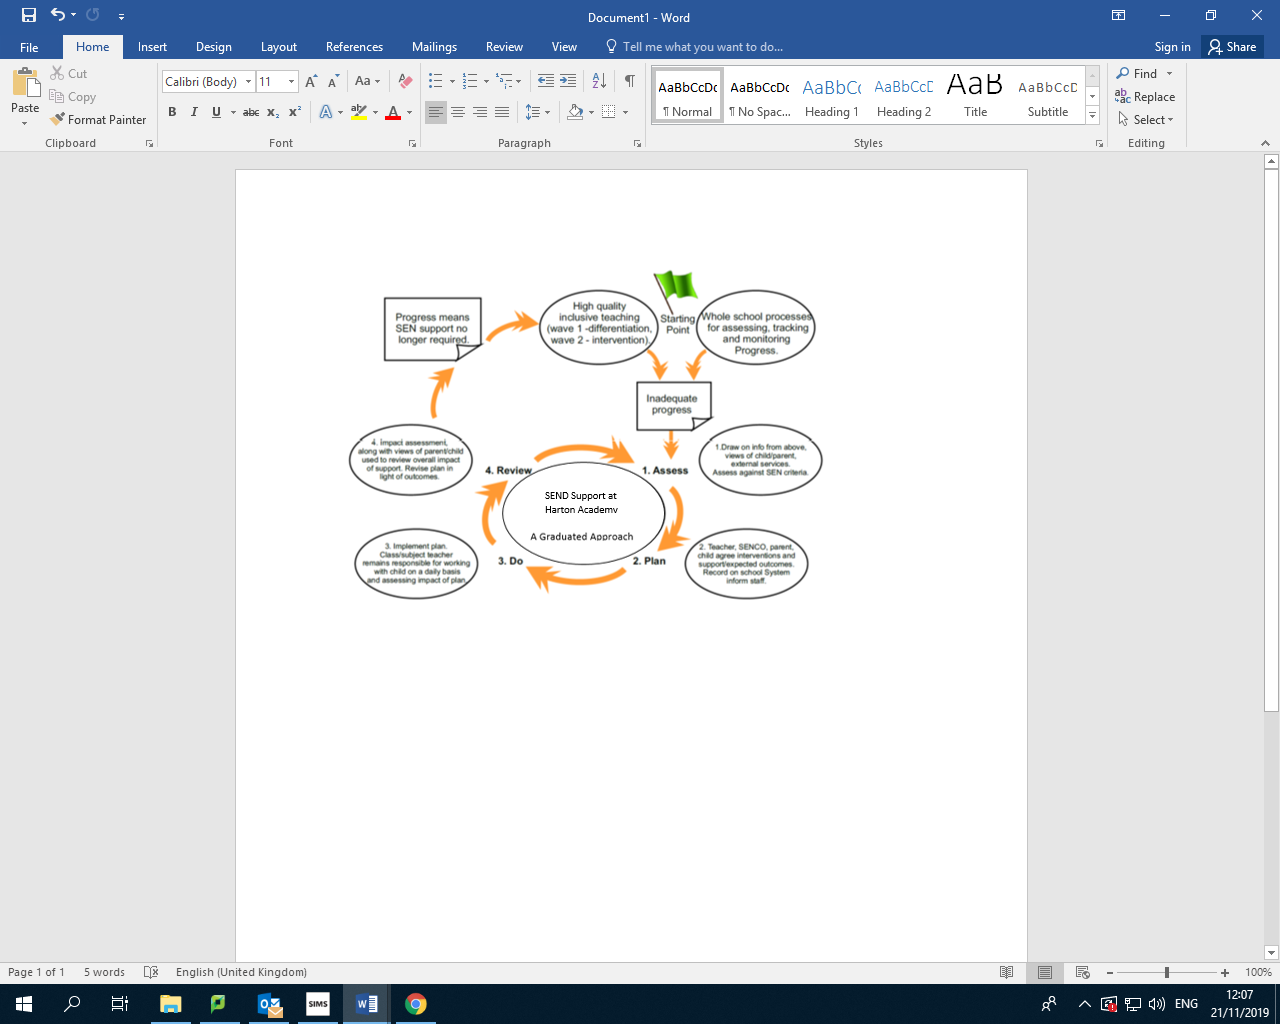 Document1 - Word
File Home Insert Design Layout References Mailings Review View Tell me what you want to do... Sign in Share
Paste
Cut
Copy
Format Painter
Clipboard
Calibri (Body) 11
Aa
B I U abc x₂ x²
A ab A
Font
Paragraph
AaBbCcDc AaBbCcDc AaBbCc AaBbCcD AaB AaBbCcD
¶ Normal ¶ No Spac... Heading 1 Heading 2 Title Subtitle
Styles
Find
Replace
Select
Editing
Progress means
SEN support no
longer required.
High quality
inclusive teaching
(wave 1 -differentiation,
wave 2 - intervention).
Starting
Point
Whole school processes
for assessing, tracking
and monitoring
Progress.
Inadequate
progress
4. Impact assessment,
along with views of parent/child
used to review overall impact
of support. Revise plan in
light of outcomes.
4. Review
1. Assess
1.Draw on info from above,
views of child/parent,
external services.
Assess against SEN criteria.
SEND Support at
Harton Academy
A Graduated Approach
3. Implement plan.
Class/subject teacher
remains responsible for working
with child on a daily basis
and assessing impact of plan.
3. Do
2. Plan
2. Teacher, SENCO, parent,
child agree interventions and
support/expected outcomes.
Record on school System
inform staff.
Page 1 of 1 5 words English (United Kingdom) 100%
SIMS
ENG
12:07
21/11/2019